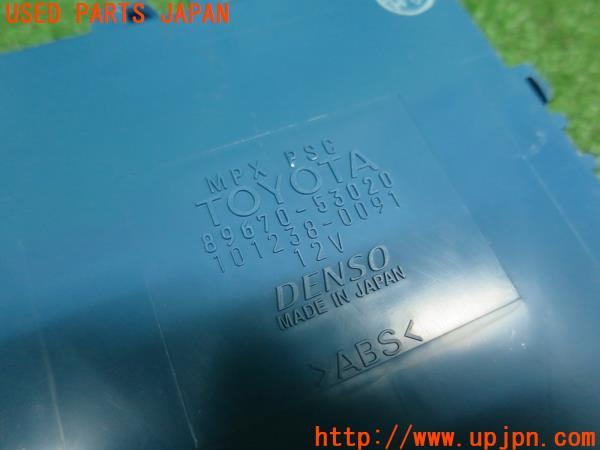 USED PARTS JAPAN
MPX PSC
TOYOTA
89670-53020
101238-0091
12V
DENSO
MADE IN JAPAN
>ABS<
http://www.upjpn.com/